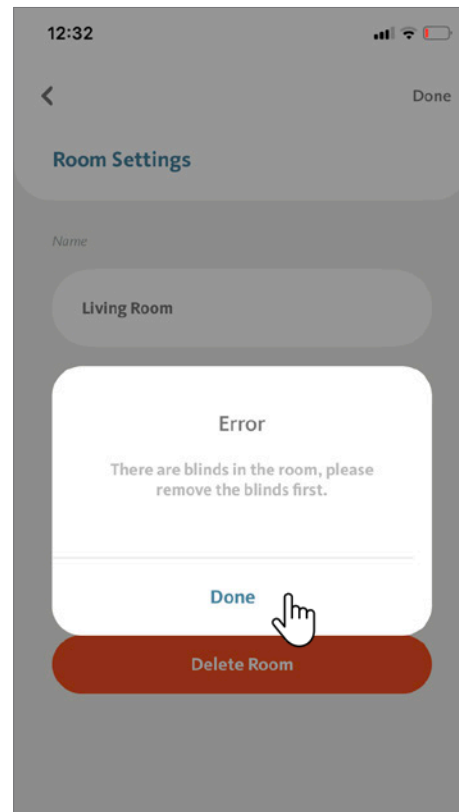 12:32
Done
Room Settings
Name
Living Room
Error
There are blinds in the room, please
remove the blinds first.
Done
Delete Room